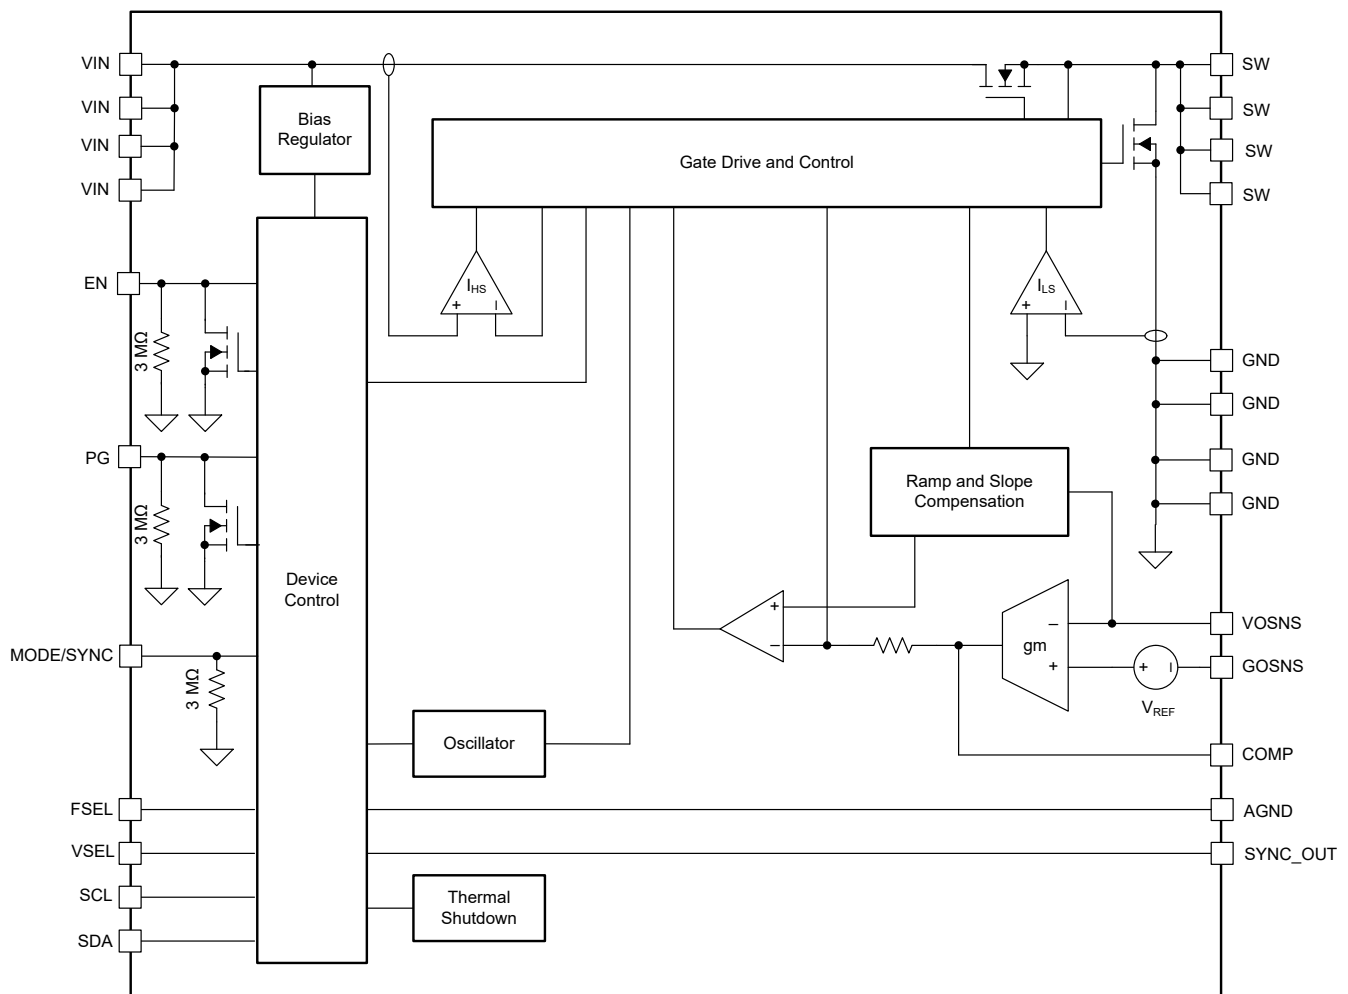 VIN
SW
VIN
SW
VIN
SW
VIN
SW
Bias
Regulator
Gate Drive and Control
EN
IHS
+
–
ILS
+
–
3 MΩ
GND
GND
PG
GND
GND
3 MΩ
Ramp and Slope
Compensation
Device
Control
+
–
–
gm
+
+
–
VREF
VOSNS
GOSNS
MODE/SYNC
3 MΩ
Oscillator
COMP
FSEL
AGND
VSEL
SYNC_OUT
SCL
Thermal
Shutdown
SDA